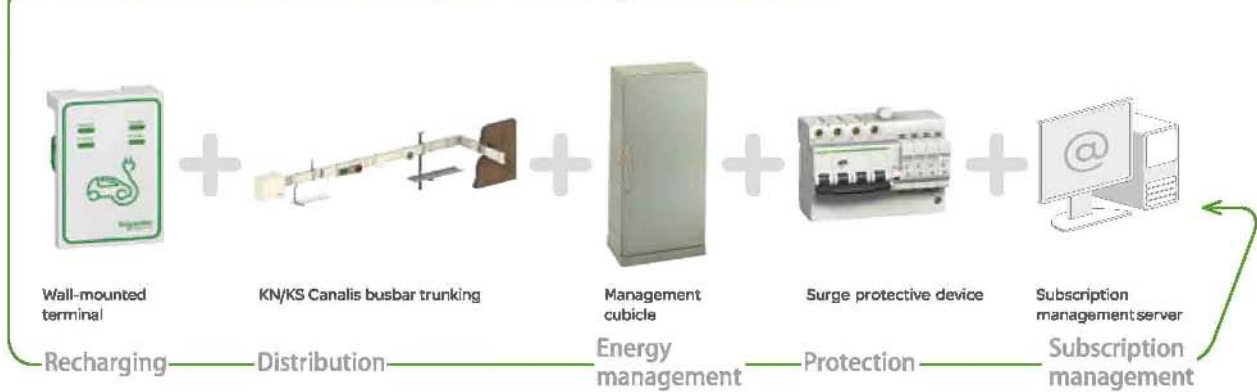 @
Wall-mounted
terminal
KN/KS Canalis busbar trunking
Management
cubicle
Surge protective device
Subscription
management server
Recharging
Distribution
Energy
management
Protection
Subscription
management